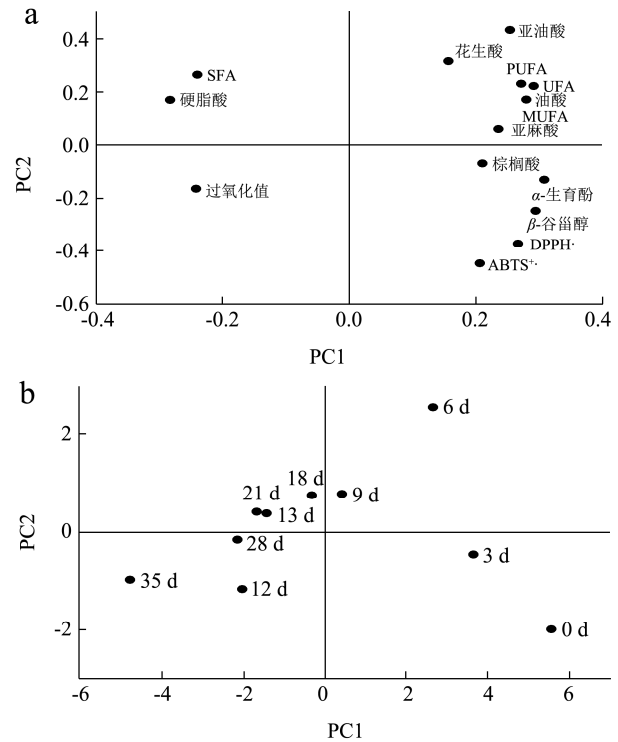 a
0.4
0.2
0.0
-0.2
-0.4
-0.6
PC2
亚油酸
花生酸
PUFA
SFA
UFA
硬脂酸
油酸
MUFA
亚麻酸
棕榈酸
过氧化值
α-生育酚
β-谷甾醇
DPPH·
ABTS⁺·
-0.4
-0.2
0.0
0.2
0.4
PC1
b
2
0
-2
PC2
6 d
18 d
21 d
9 d
13 d
28 d
3 d
35 d
12 d
0 d
-6
-4
-2
0
2
4
6
PC1